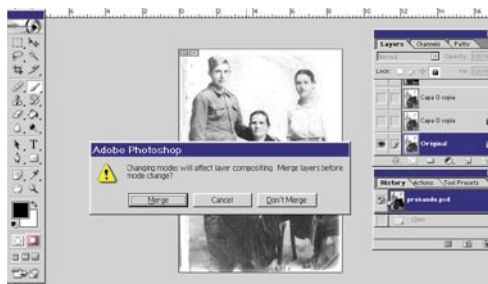 Layers Channels Paths
Normal Opacity:
Lock:
Capa 0 copia
Capa 0 copia
Original
Adobe Photoshop
Changing modes will affect layer compositing. Merge layers before
mode change?
Merge Cancel Don't Merge
History Actions Tool Presets
probando.psd
Open